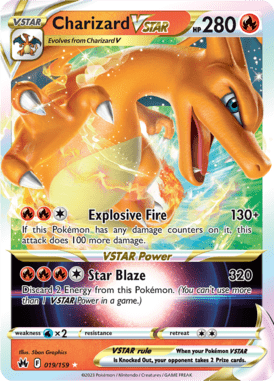 VSTAR
Charizard VSTAR HP 280
Evolves from Charizard V
Explosive Fire 130+
If this Pokémon has any damage counters on it, this
attack does 100 more damage.
VSTAR Power
Star Blaze 320
Discard 2 Energy from this Pokémon. (You can't use more
than 1 VSTAR Power in a game.)
weakness ×2 resistance retreat
Illus. 5ban Graphics
VSTAR rule When your Pokémon VSTAR
is Knocked Out, your opponent takes 2 Prize cards.
019/159
©2023 Pokémon / Nintendo / Creatures / GAME FREAK